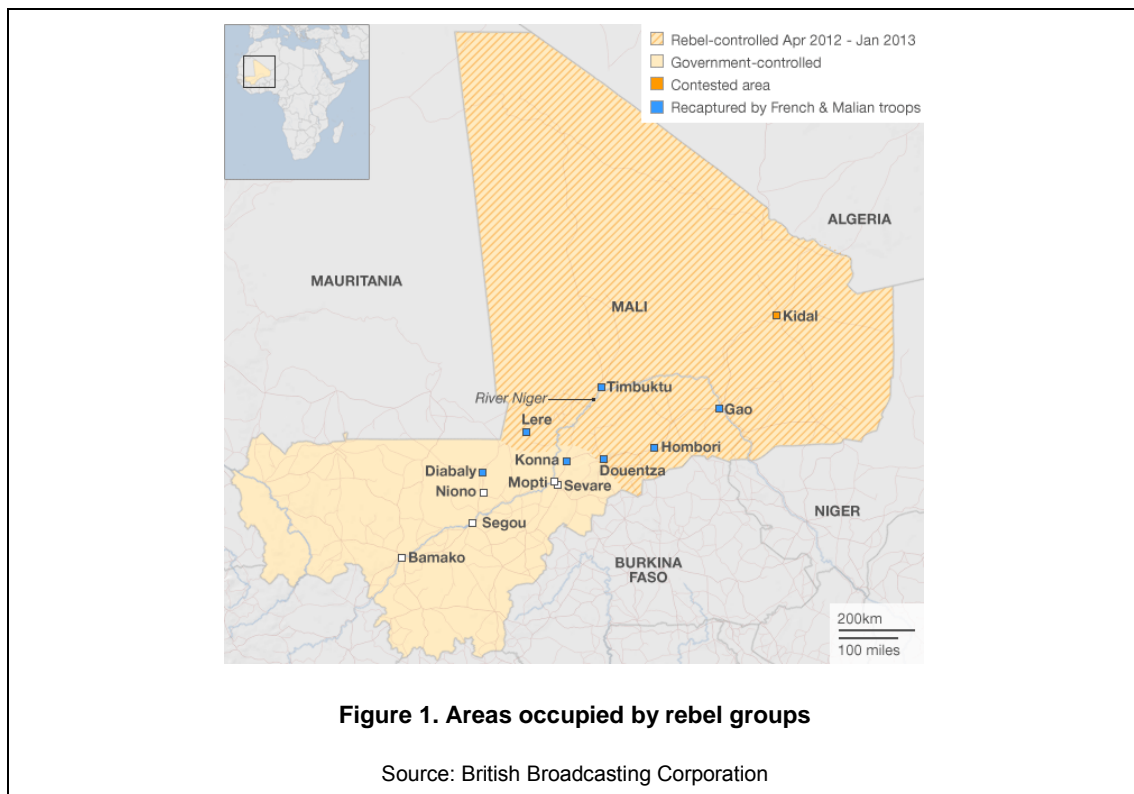 Rebel-controlled Apr 2012 - Jan 2013
Government-controlled
Contested area
Recaptured by French & Malian troops
ALGERIA
MAURITANIA
MALI
Kidal
Timbuktu
River Niger
Gao
Lere
Hombori
Konna
Douentza
Diabaly
Mopti
Sevare
Niono
NIGER
Segou
Bamako
BURKINA
FASO
200km
100 miles
Figure 1. Areas occupied by rebel groups
Source: British Broadcasting Corporation